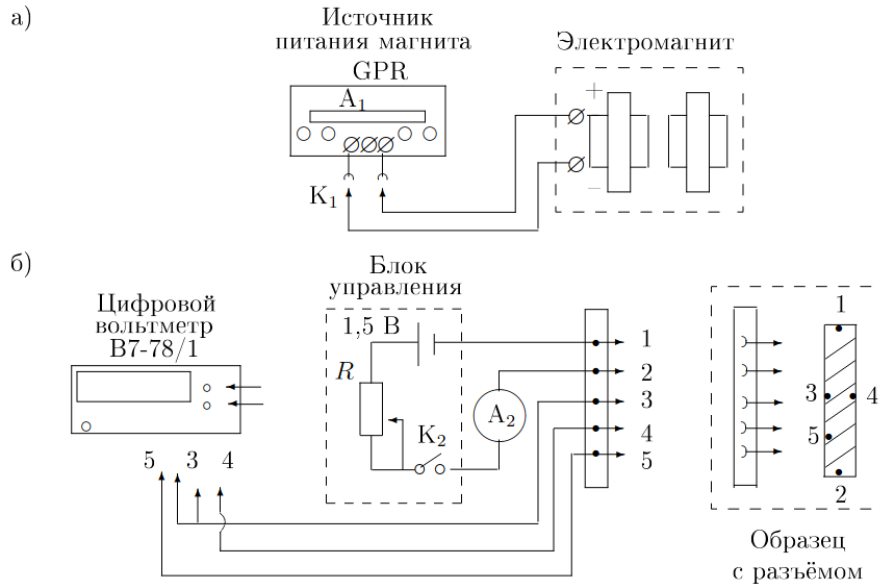 а)
Источник
питания магнита
GPR
A₁
K₁
Электромагнит
+
−
б)
Цифровой
вольтметр
В7-78/1
5 3 4
Блок
управления
1,5 В
R
K₂
A₂
1
2
3
4
5
1
3 4
5
2
Образец
с разъёмом